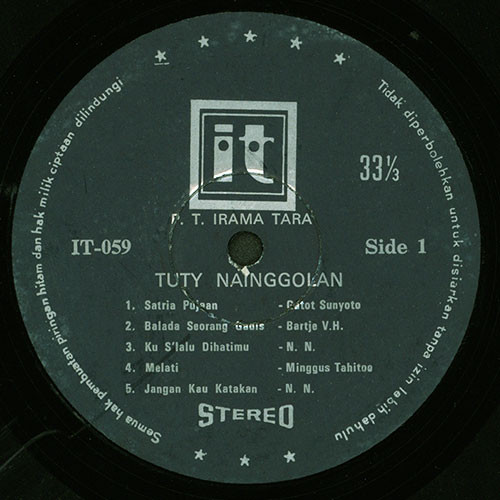 Semua hak pembuatan piringan hitam dan hak milik ciptaan dilindungi
Tidak diperbolehkan untuk disiarkan tanpa izin lebih dahulu
it
33⅓
P. T. IRAMA TARA
IT-059
Side 1
TUTY NAINGGOLAN
1. Satria Pujaan - Gatot Sunyoto
2. Balada Seorang Gadis - Bartje V.H.
3. Ku S'lalu Dihatimu - N. N.
4. Melati - Minggus Tahitoe
5. Jangan Kau Katakan - N. N.
STEREO